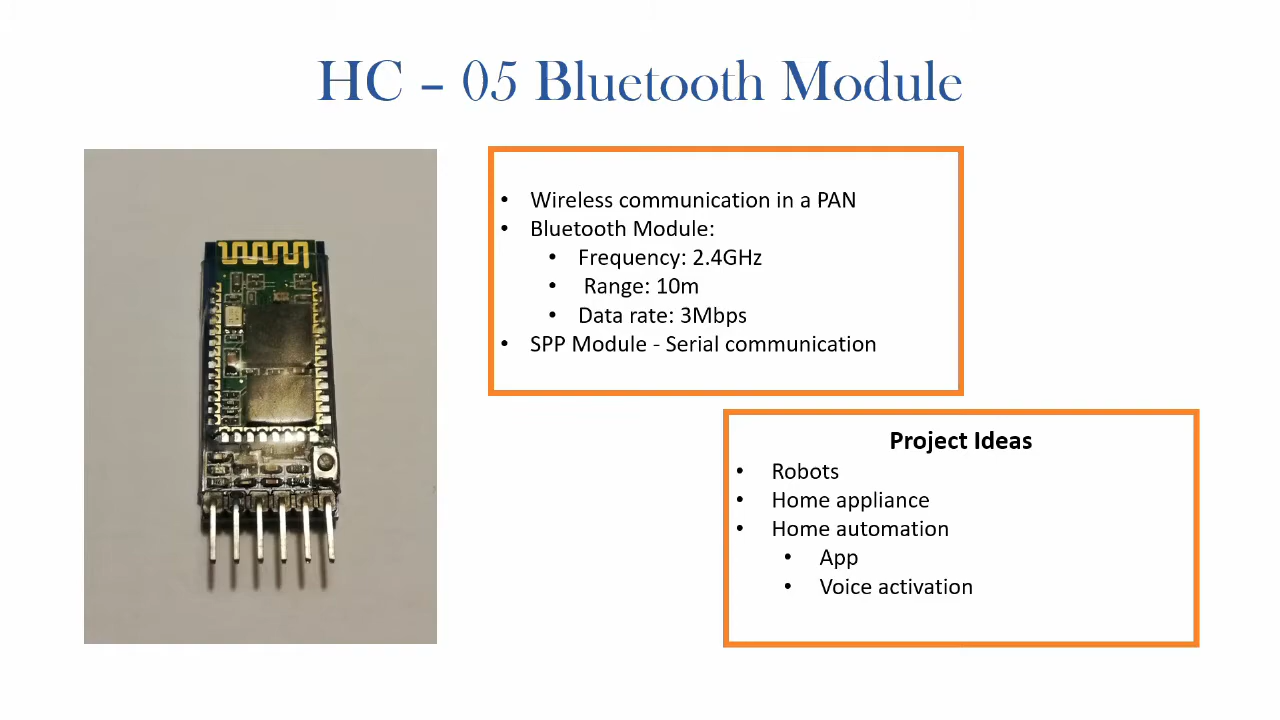 HC – 05 Bluetooth Module
• Wireless communication in a PAN
• Bluetooth Module:
• Frequency: 2.4GHz
• Range: 10m
• Data rate: 3Mbps
• SPP Module - Serial communication
Project Ideas
• Robots
• Home appliance
• Home automation
• App
• Voice activation